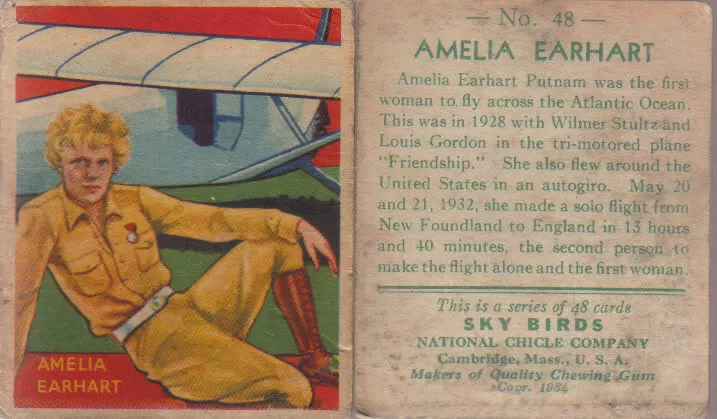 AMELIA
EARHART
— No. 48 —
AMELIA EARHART
Amelia Earhart Putnam was the first
woman to fly across the Atlantic Ocean.
This was in 1928 with Wilmer Stultz and
Louis Gordon in the tri-motored plane
"Friendship." She also flew around the
United States in an autogiro. May 20
and 21, 1932, she made a solo flight from
New Foundland to England in 13 hours
and 40 minutes, the second person to
make the flight alone and the first woman.
This is a series of 48 cards
SKY BIRDS
NATIONAL CHICLE COMPANY
Cambridge, Mass., U. S. A.
Makers of Quality Chewing Gum
Copr. 1934